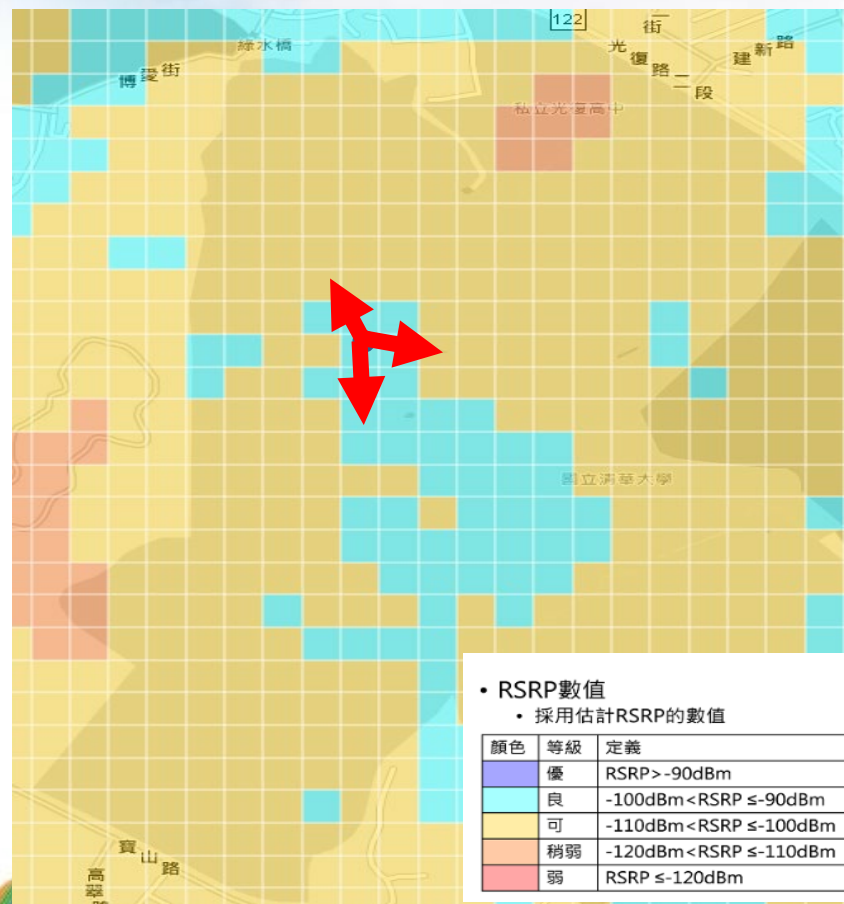 122
街
綠水橋
光復路二段
建新路
博愛街
私立光復高中
國立清華大學
• RSRP數值
• 採用估計RSRP的數值
顏色 等級 定義
優 RSRP>-90dBm
良 -100dBm<RSRP ≤-90dBm
可 -110dBm<RSRP ≤-100dBm
稍弱 -120dBm<RSRP ≤-110dBm
弱 RSRP ≤-120dBm
寶山路
高翠